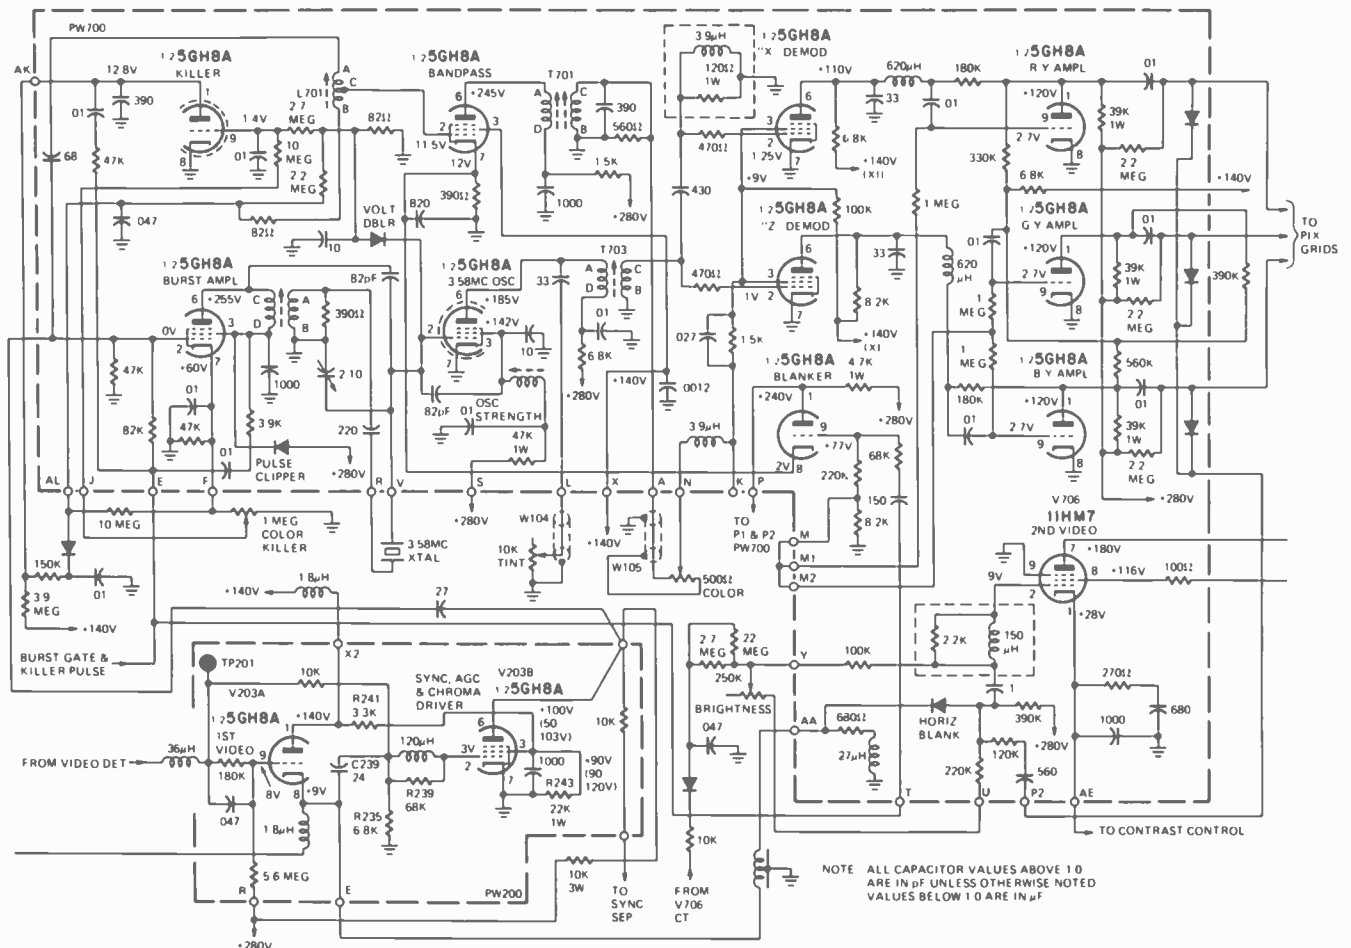 PW700
AK
12.8V
1 2 5GH8A
KILLER
01
390
68
47K
1.4V
01
2.7
MEG
10
MEG
2.2
MEG
82Ω
L701
A
C
B
047
82Ω
VOLT
DBLR
10
1 2 5GH8A
BANDPASS
+245V
11.5V
12V
390Ω
820
T701
A
D
C
B
390
560Ω
1.5K
1000
+280V
3.9µH
120Ω
1W
470Ω
430
1 2 5GH8A
"X" DEMOD
+110V
1.25V
+9V
6.8K
+140V
(X1)
33
620µH
01
180K
1 2 5GH8A
R Y AMPL
+120V
2.7V
330K
39K
1W
2.2
MEG
01
6.8K
+140V
1 MEG
1 2 5GH8A
"Z" DEMOD
100K
33
470Ω
1V
8.2K
+140V
(X)
620
µH
1 2 5GH8A
G Y AMPL
+120V
2.7V
01
1
MEG
1
MEG
39K
1W
2.2
MEG
01
390K
TO
PIX
GRIDS
1 2 5GH8A
BURST AMPL
+255V
0V
+60V
82pF
390Ω
2 10
1000
47K
01
47K
82K
3.9K
01
220
PULSE
CLIPPER
+280V
1 2 5GH8A
3.58MC OSC
+185V
+142V
10
82pF
OSC
STRENGTH
01
47K
1W
33
T703
A
D
C
B
01
6.8K
+280V
+140V
.0012
027
1.5K
3.9µH
1 2 5GH8A
BLANKER
4.7K
1W
+240V
+280V
+77V
2V
220K
68K
150
8.2K
180K
01
560K
1 2 5GH8A
B Y AMPL
+120V
2.7V
39K
1W
2.2
MEG
01
+280V
AL
J
E
F
R
V
S
L
X
A
N
K
P
10 MEG
1 MEG
COLOR
KILLER
150K
01
3.9
MEG
+140V
BURST GATE &
KILLER PULSE
3.58MC
XTAL
+280V
W104
10K
TINT
+140V
W105
500Ω
COLOR
TO
P1 & P2
PW700
M
M1
M2
V706
11HM7
2ND VIDEO
+180V
+116V
9V
+28V
100Ω
2.2K
150
µH
+140V
1.8µH
27
X2
TP201
10K
V203A
1 2 5GH8A
1ST
VIDEO
+140V
R241
3.3K
SYNC, AGC
& CHROMA
DRIVER
V203B
1 2 5GH8A
+100V
(50
103V)
+90V
(90
120V)
3V
120µH
R239
68K
C239
24
R235
6.8K
1000
R243
22K
1W
36µH
FROM VIDEO DET
180K
8V
+9V
047
1.8µH
5.6 MEG
R
E
+280V
PW200
10K
TO
SYNC
SEP
10K
3W
2.7
MEG
22
MEG
250K
BRIGHTNESS
047
10K
FROM
V706
CT
Y
100K
AA
680Ω
27µH
HORIZ
BLANK
.1
390K
+280V
120K
220K
560
270Ω
1000
680
T
U
P2
AE
TO CONTRAST CONTROL
NOTE ALL CAPACITOR VALUES ABOVE 1.0
ARE IN pF UNLESS OTHERWISE NOTED
VALUES BELOW 1.0 ARE IN µF